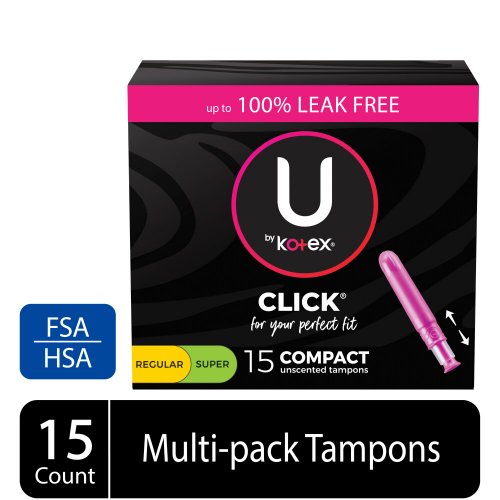 up to 100% LEAK FREE
U
by Kotex®
CLICK®
for your perfect fit
REGULAR SUPER 15 COMPACT
unscented tampons
FSA
HSA
15
Count
Multi-pack Tampons